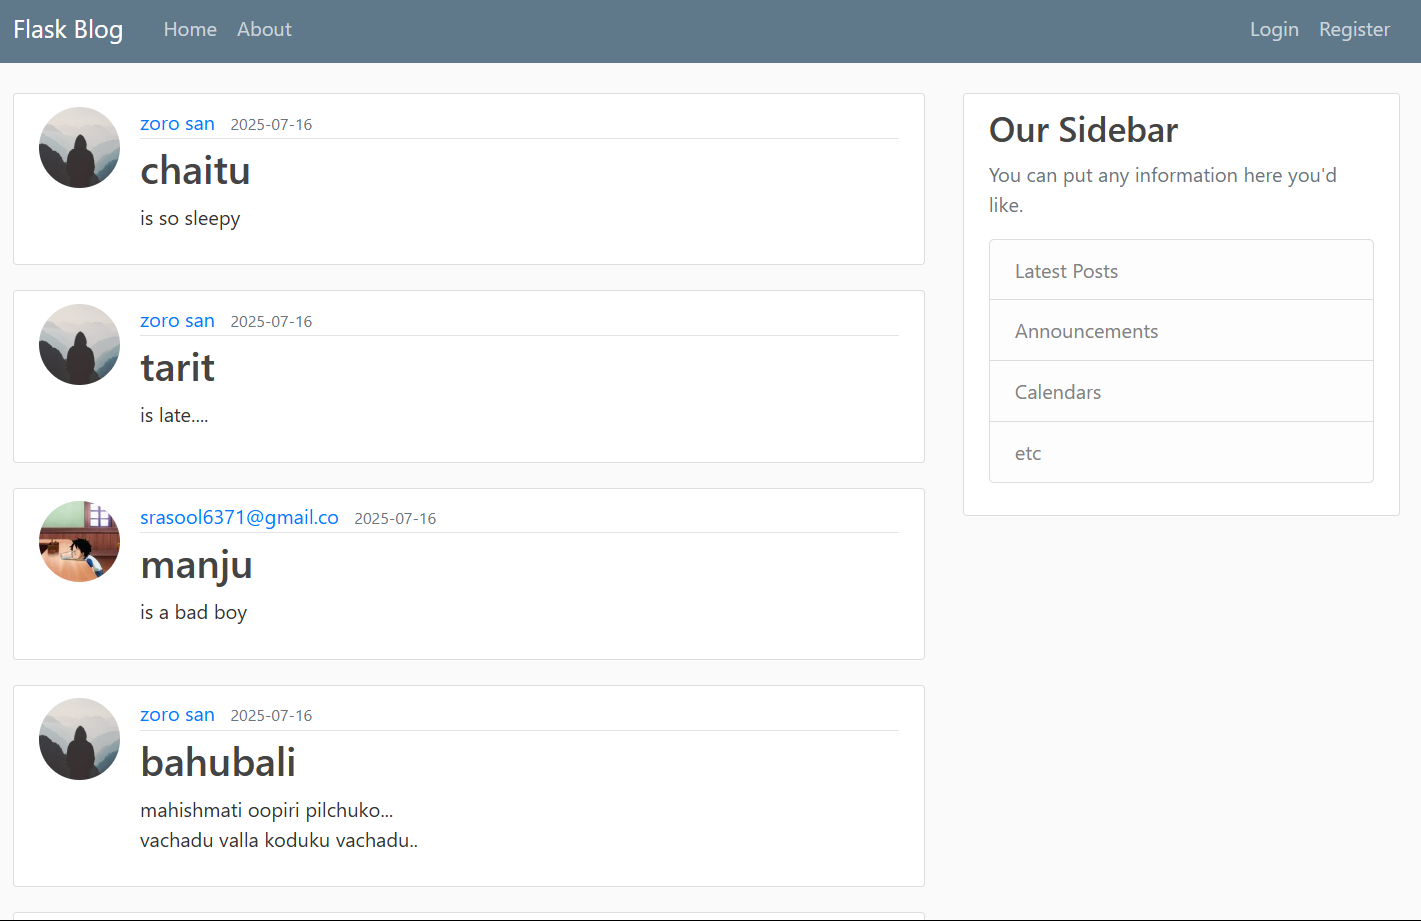 Flask Blog Home About Login Register
zoro san 2025-07-16
chaitu
is so sleepy
zoro san 2025-07-16
tarit
is late....
srasool6371@gmail.co 2025-07-16
manju
is a bad boy
zoro san 2025-07-16
bahubali
mahishmati oopiri pilchuko...
vachadu valla koduku vachadu..
Our Sidebar
You can put any information here you'd
like.
Latest Posts
Announcements
Calendars
etc